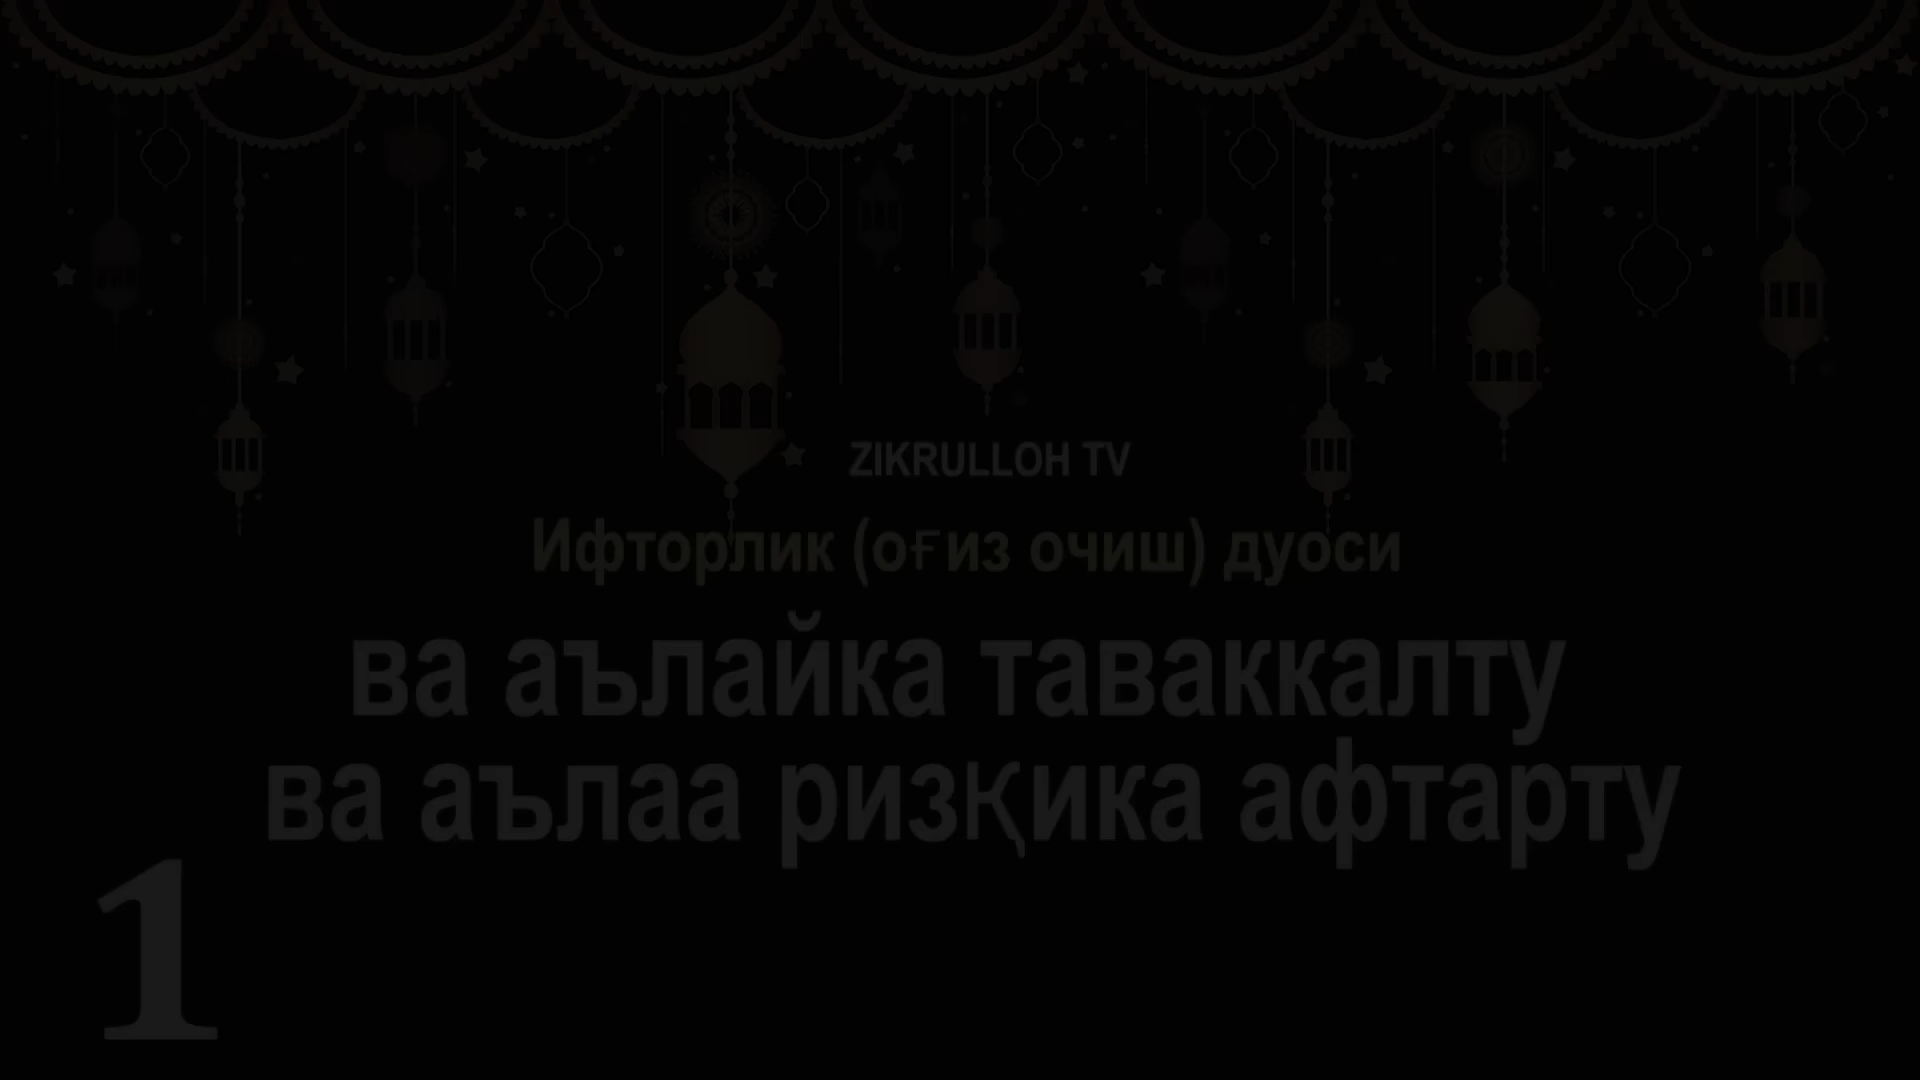 ZIKRULLOH TV
Ифторлик (оғиз очиш) дуоси
ва аълайка таваккалту
ва аълаа ризқика афтарту
1